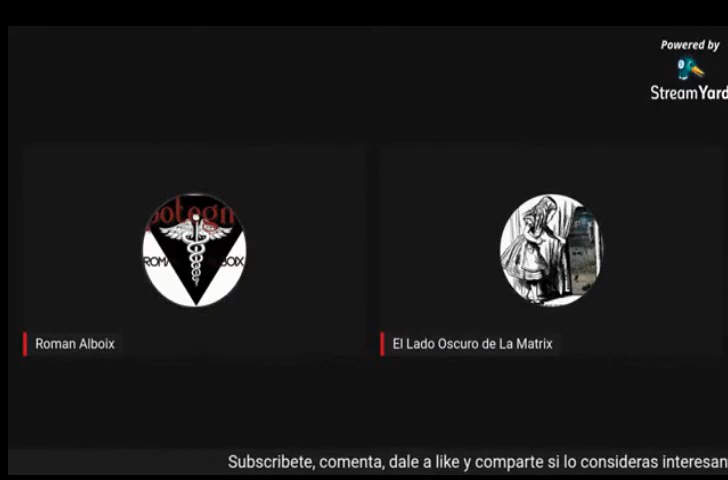 Powered by
StreamYard
Roman Alboix
El Lado Oscuro de La Matrix
Subscribete, comenta, dale a like y comparte si lo consideras interesan